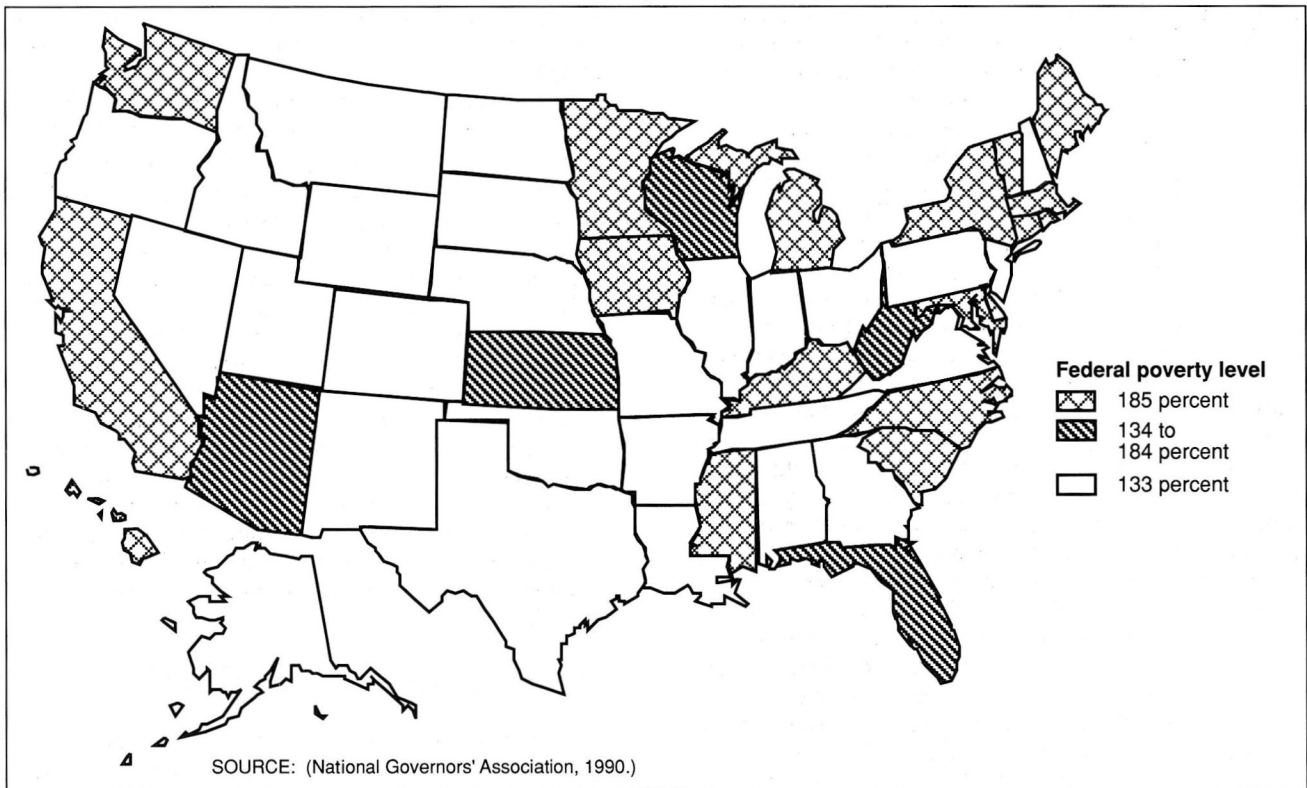 Federal poverty level
185 percent
134 to
184 percent
133 percent
SOURCE: (National Governors' Association, 1990.)